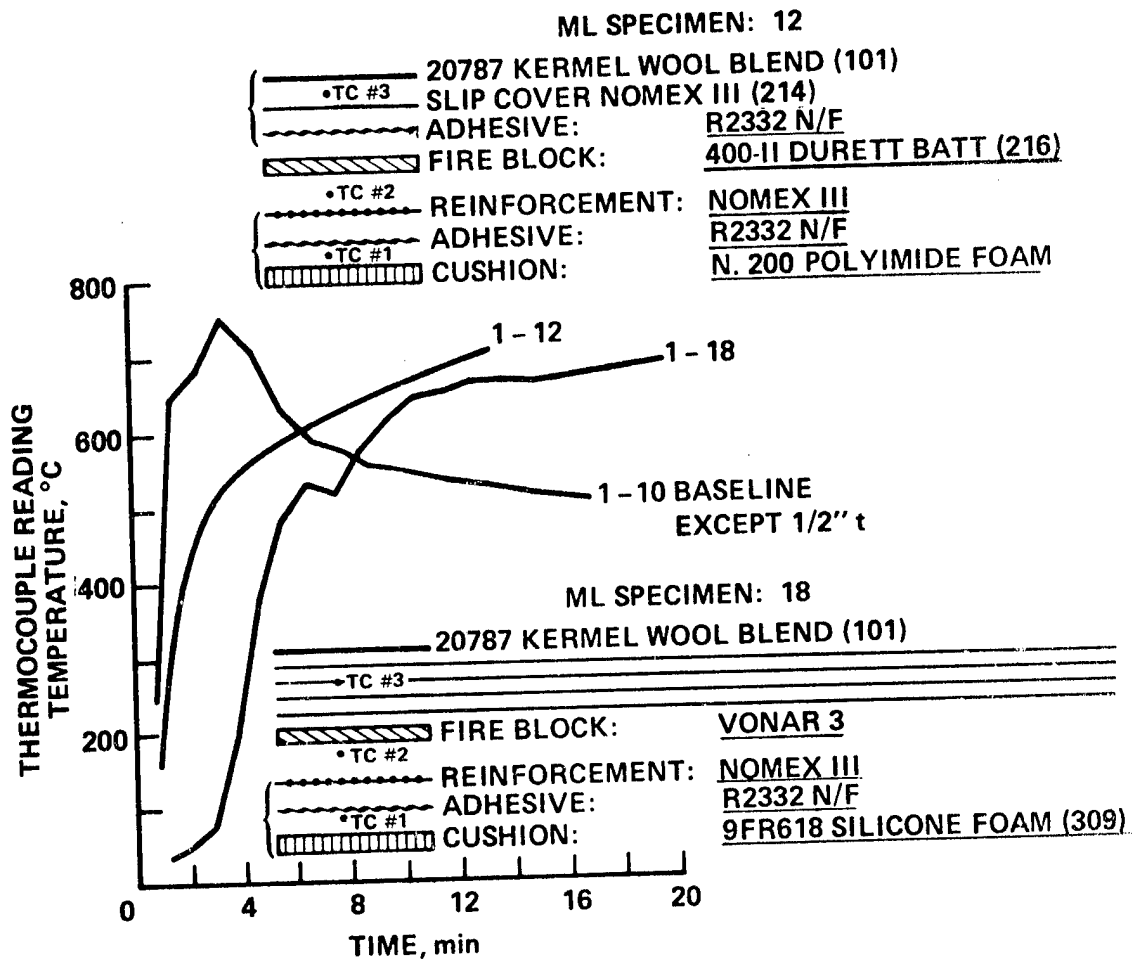 ML SPECIMEN: 12
20787 KERMEL WOOL BLEND (101)
•TC #3 SLIP COVER NOMEX III (214)
ADHESIVE: R2332 N/F
FIRE BLOCK: 400-II DURETT BATT (216)
•TC #2 REINFORCEMENT: NOMEX III
ADHESIVE: R2332 N/F
•TC #1 CUSHION: N. 200 POLYIMIDE FOAM
800
600
400
200
0
THERMOCOUPLE READING
TEMPERATURE, °C
1 – 12
1 – 18
1 – 10 BASELINE
EXCEPT 1/2" t
ML SPECIMEN: 18
20787 KERMEL WOOL BLEND (101)
TC #3
FIRE BLOCK: VONAR 3
•TC #2
REINFORCEMENT: NOMEX III
ADHESIVE: R2332 N/F
•TC #1 CUSHION: 9FR618 SILICONE FOAM (309)
4 8 12 16 20
TIME, min